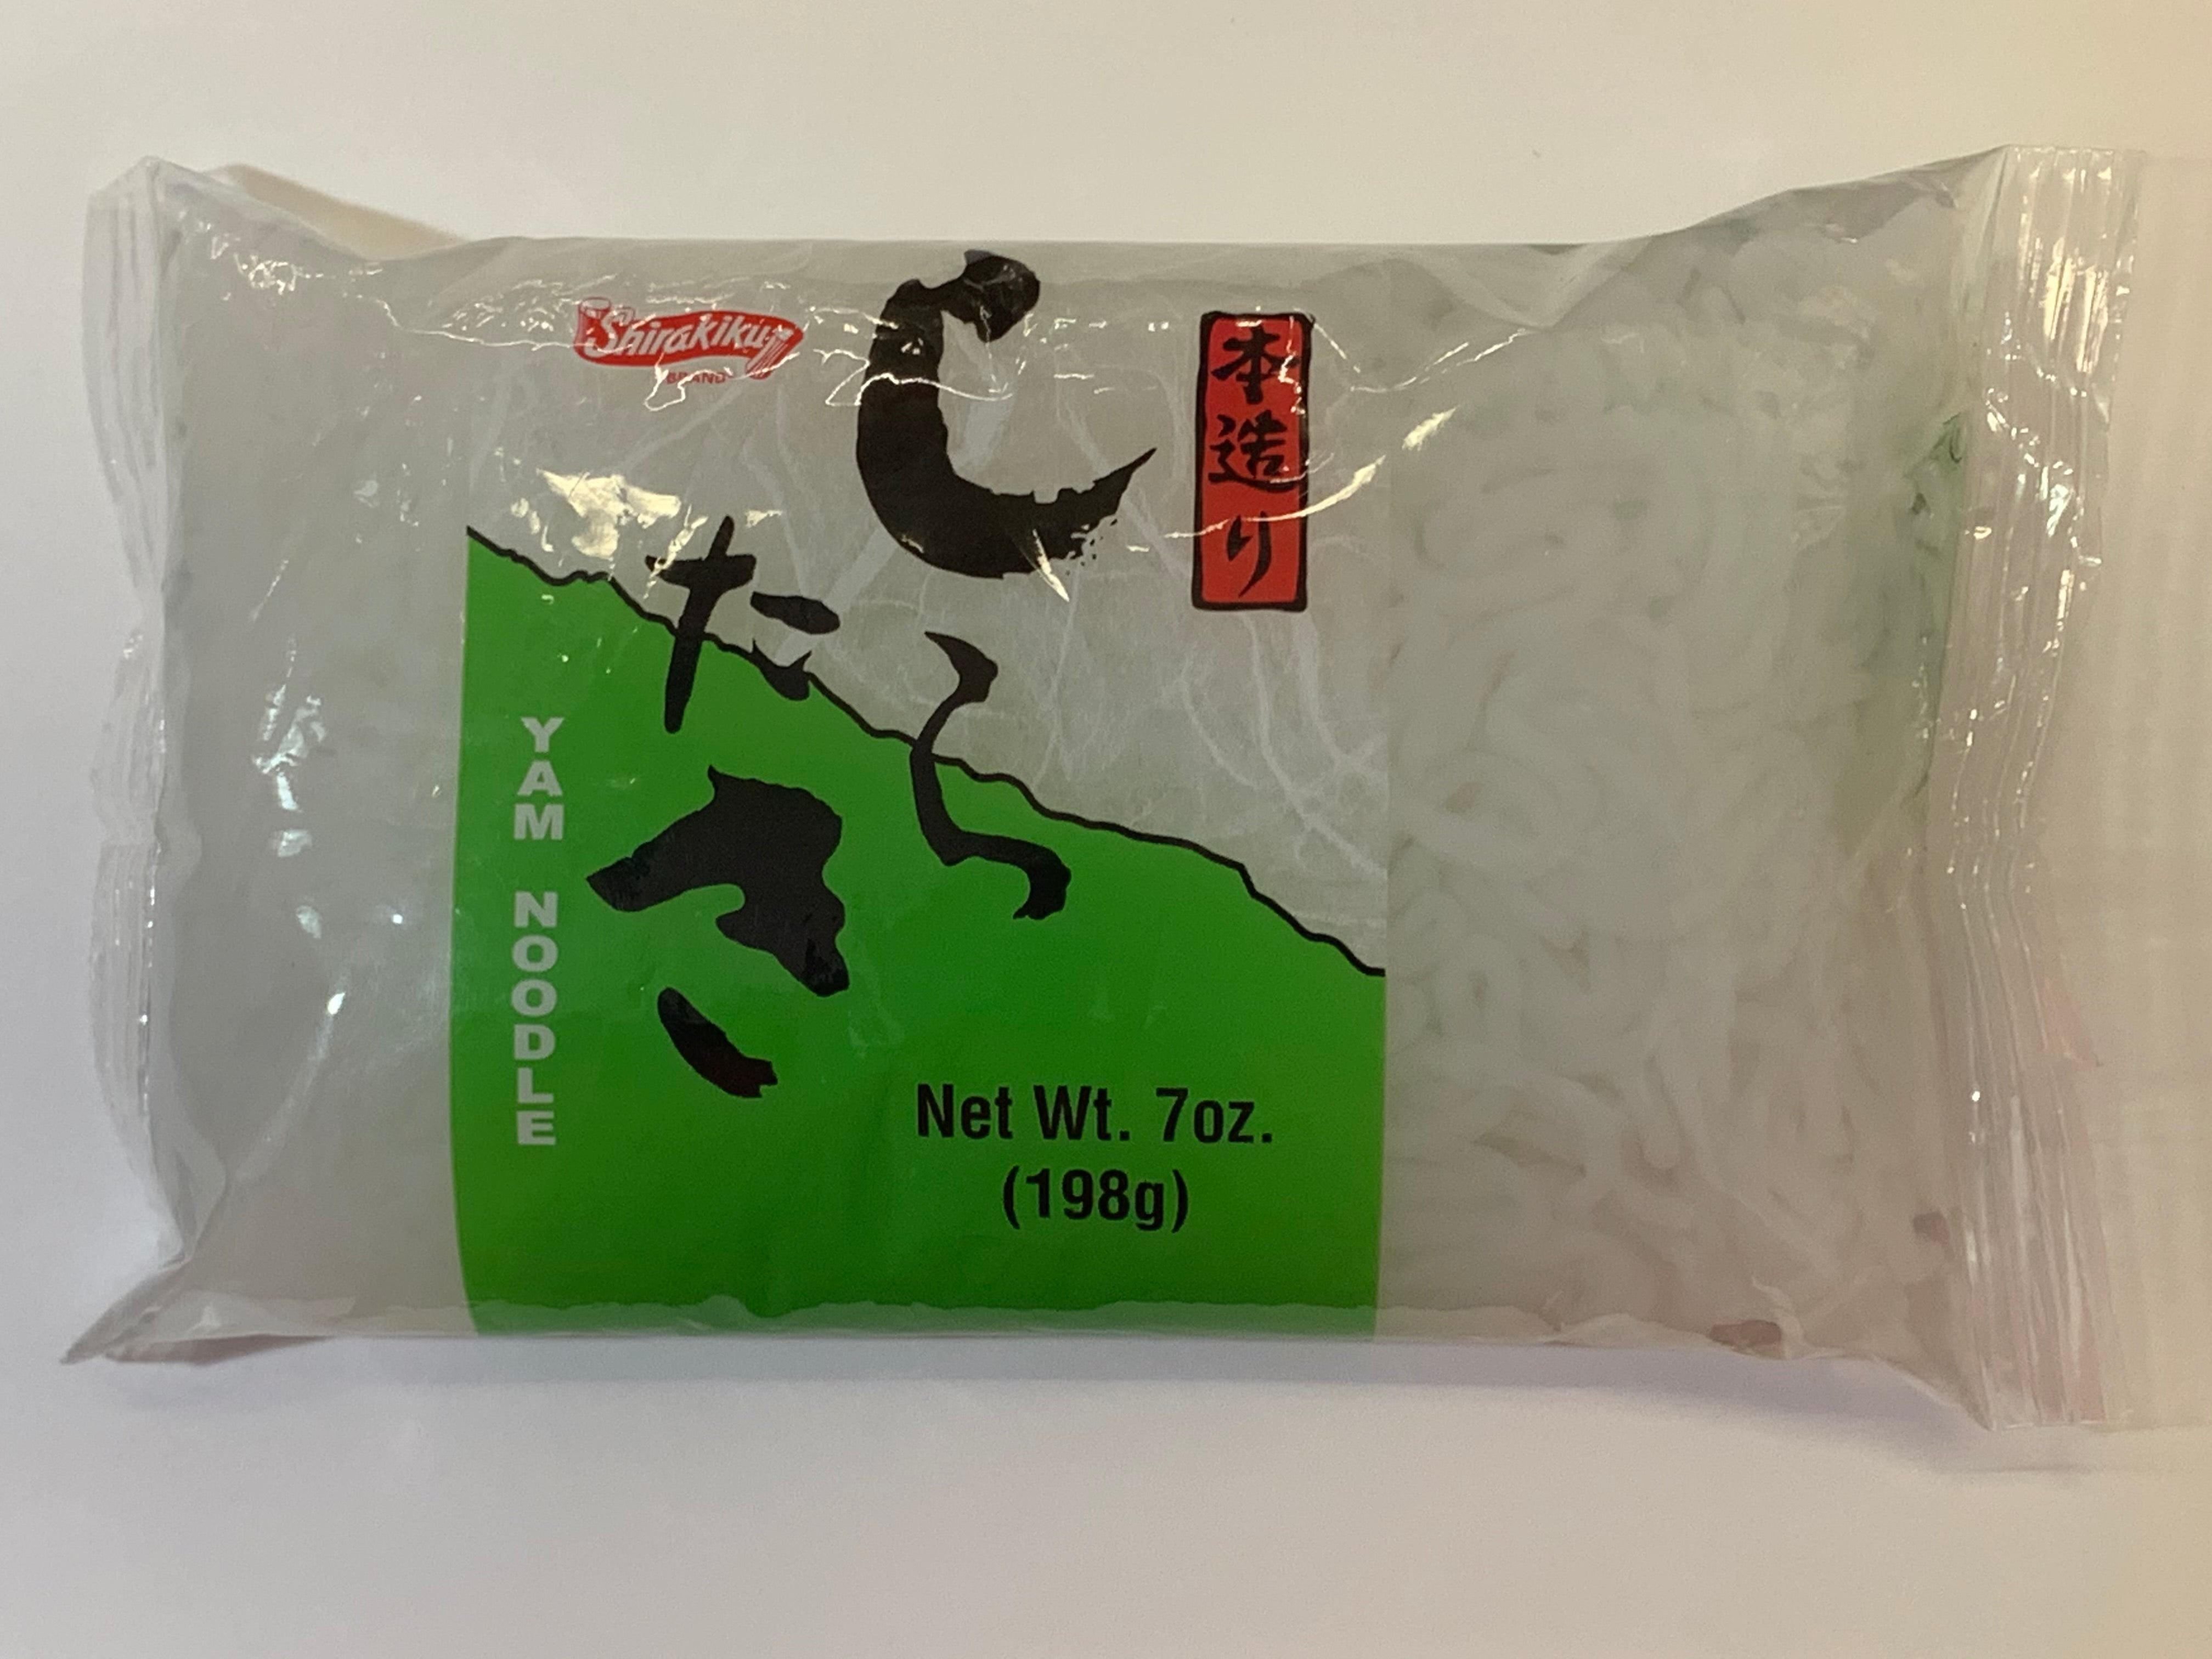 Shirakiku
BRAND
本造り
しらたき
YAM NOODLE
Net Wt. 7oz.
(198g)